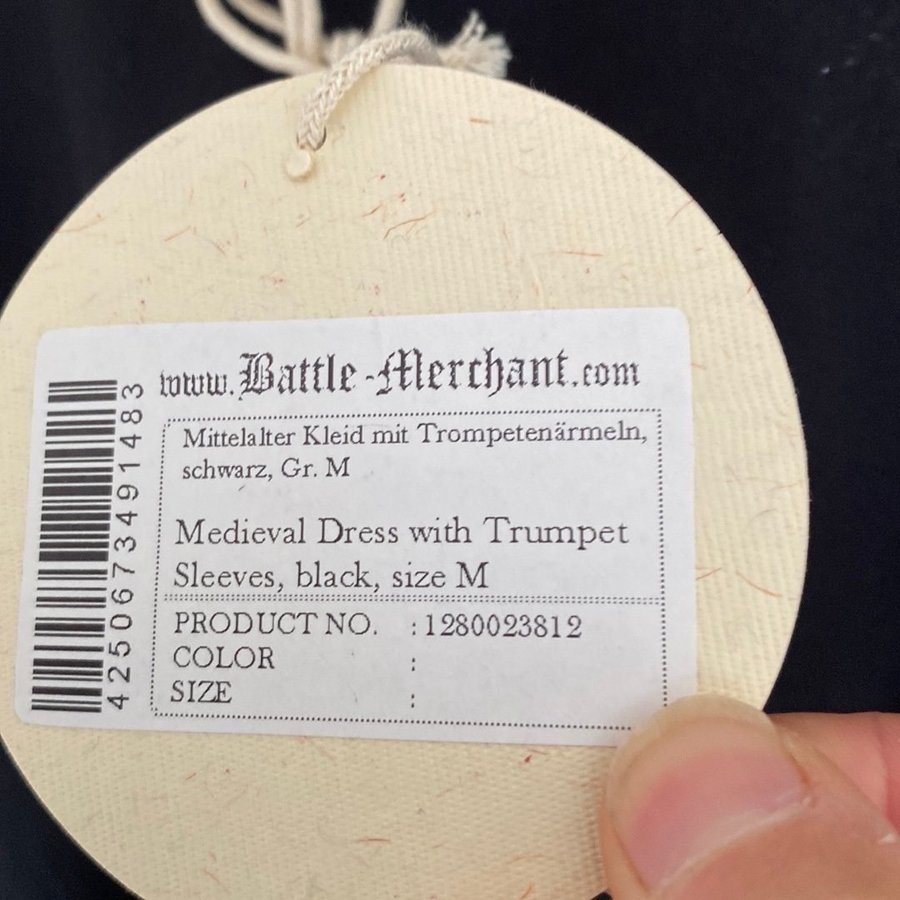 www.Battle-Merchant.com
Mittelalter Kleid mit Trompetenärmeln,
schwarz, Gr. M
Medieval Dress with Trumpet
Sleeves, black, size M
PRODUCT NO. : 1280023812
COLOR :
SIZE :
4250673491483